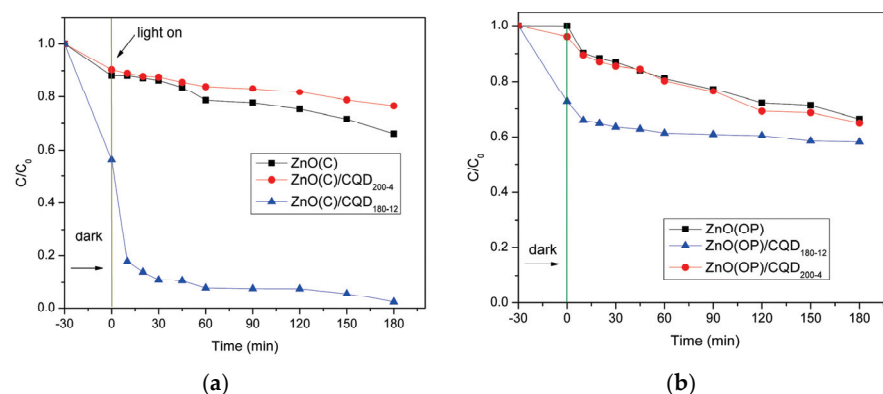 (a)
light on
C/C0
1.0
0.8
0.6
0.4
0.2
0.0
ZnO(C)
ZnO(C)/CQD200-4
ZnO(C)/CQD180-12
dark
-30 0 30 60 90 120 150 180
Time (min)
(a)
(b)
C/C0
1.0
0.8
0.6
0.4
0.2
0.0
ZnO(OP)
ZnO(OP)/CQD180-12
ZnO(OP)/CQD200-4
dark
-30 0 30 60 90 120 150 180
Time (min)
(b)